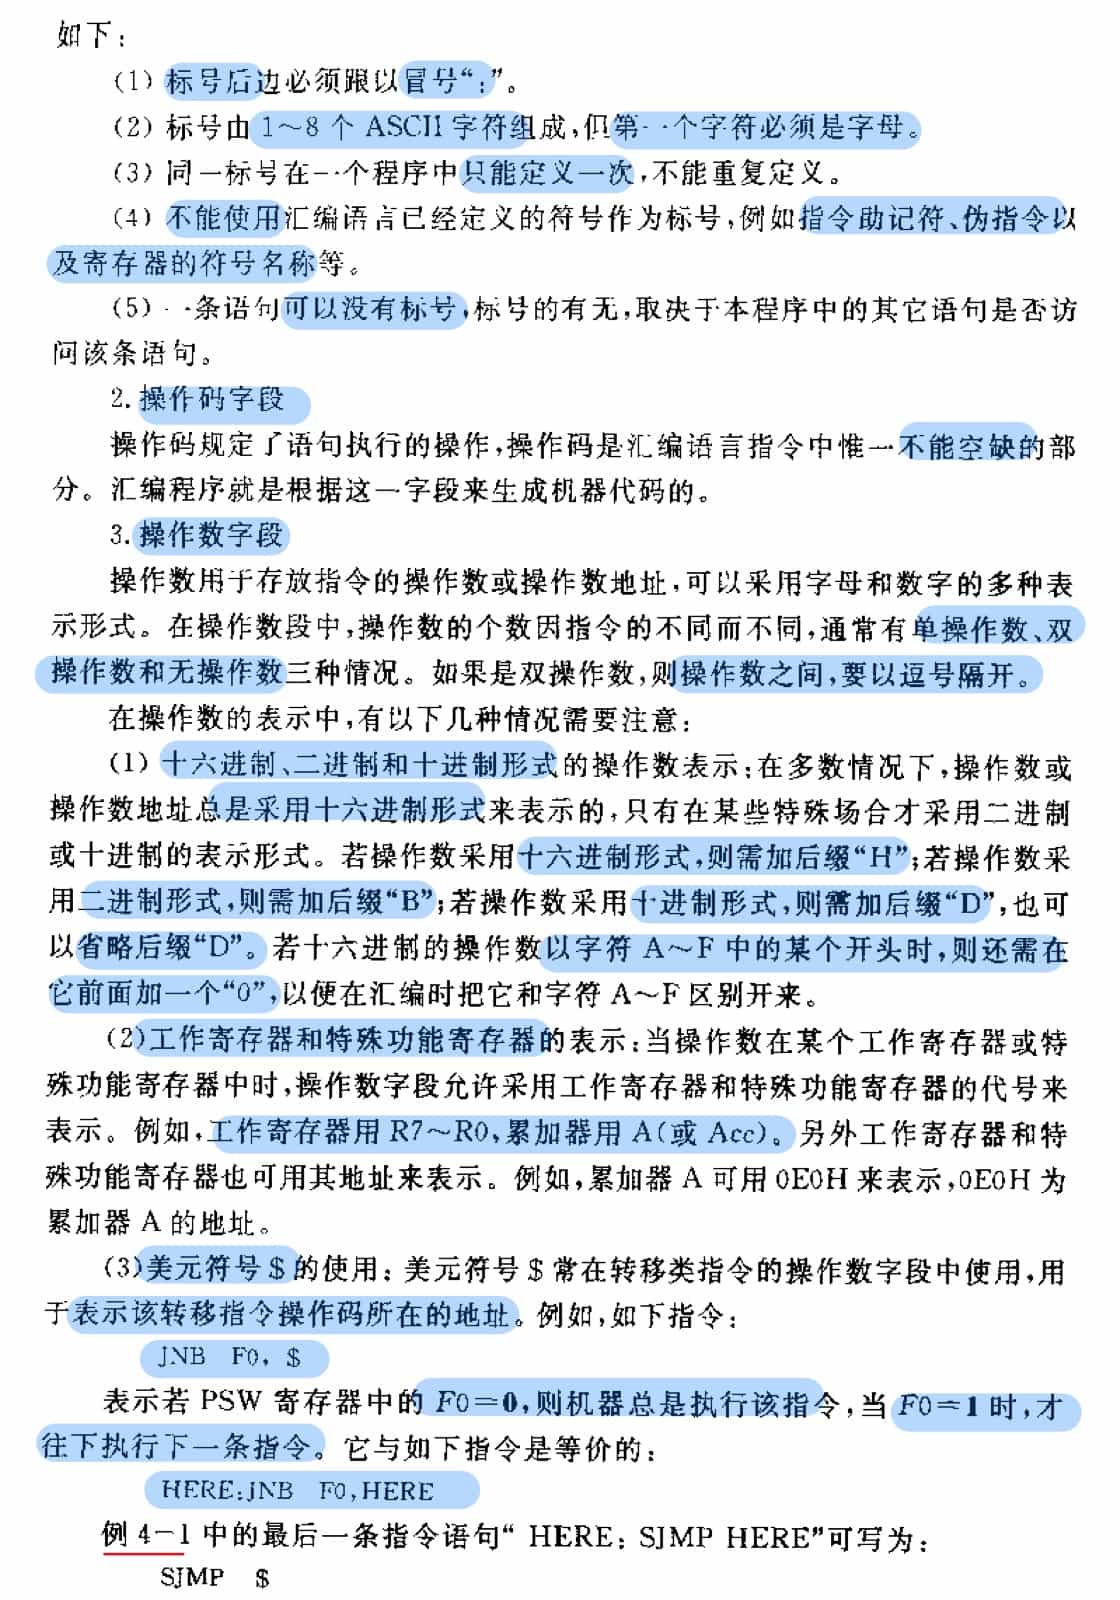 如下:
(1) 标号后边必须跟以冒号“:”。
(2) 标号由 1～8 个 ASCII 字符组成,但第一个字符必须是字母。
(3) 同一标号在一个程序中只能定义一次,不能重复定义。
(4) 不能使用汇编语言已经定义的符号作为标号,例如指令助记符、伪指令以
及寄存器的符号名称等。
(5) 一条语句可以没有标号,标号的有无,取决于本程序中的其它语句是否访
问该条语句。
2. 操作码字段
操作码规定了语句执行的操作,操作码是汇编语言指令中惟一不能空缺的部
分。汇编程序就是根据这一字段来生成机器代码的。
3. 操作数字段
操作数用于存放指令的操作数或操作数地址,可以采用字母和数字的多种表
示形式。在操作数段中,操作数的个数因指令的不同而不同,通常有单操作数、双
操作数和无操作数三种情况。如果是双操作数,则操作数之间,要以逗号隔开。
在操作数的表示中,有以下几种情况需要注意:
(1) 十六进制、二进制和十进制形式的操作数表示:在多数情况下,操作数或
操作数地址总是采用十六进制形式来表示的,只有在某些特殊场合才采用二进制
或十进制的表示形式。若操作数采用十六进制形式,则需加后缀“H”;若操作数采
用二进制形式,则需加后缀“B”;若操作数采用十进制形式,则需加后缀“D”,也可
以省略后缀“D”。若十六进制的操作数以字符 A～F 中的某个开头时,则还需在
它前面加一个“0”,以便在汇编时把它和字符 A～F 区别开来。
(2)工作寄存器和特殊功能寄存器的表示:当操作数在某个工作寄存器或特
殊功能寄存器中时,操作数字段允许采用工作寄存器和特殊功能寄存器的代号来
表示。例如,工作寄存器用 R7～R0,累加器用 A(或 Acc)。另外工作寄存器和特
殊功能寄存器也可用其地址来表示。例如,累加器 A 可用 0E0H 来表示,0E0H 为
累加器 A 的地址。
(3)美元符号 $ 的使用: 美元符号 $ 常在转移类指令的操作数字段中使用,用
于表示该转移指令操作码所在的地址。例如,如下指令:
JNB F0, $
表示若 PSW 寄存器中的 F0＝0,则机器总是执行该指令,当 F0＝1 时,才
往下执行下一条指令。它与如下指令是等价的:
HERE:JNB F0,HERE
例 4－1 中的最后一条指令语句“ HERE: SJMP HERE”可写为:
SJMP $